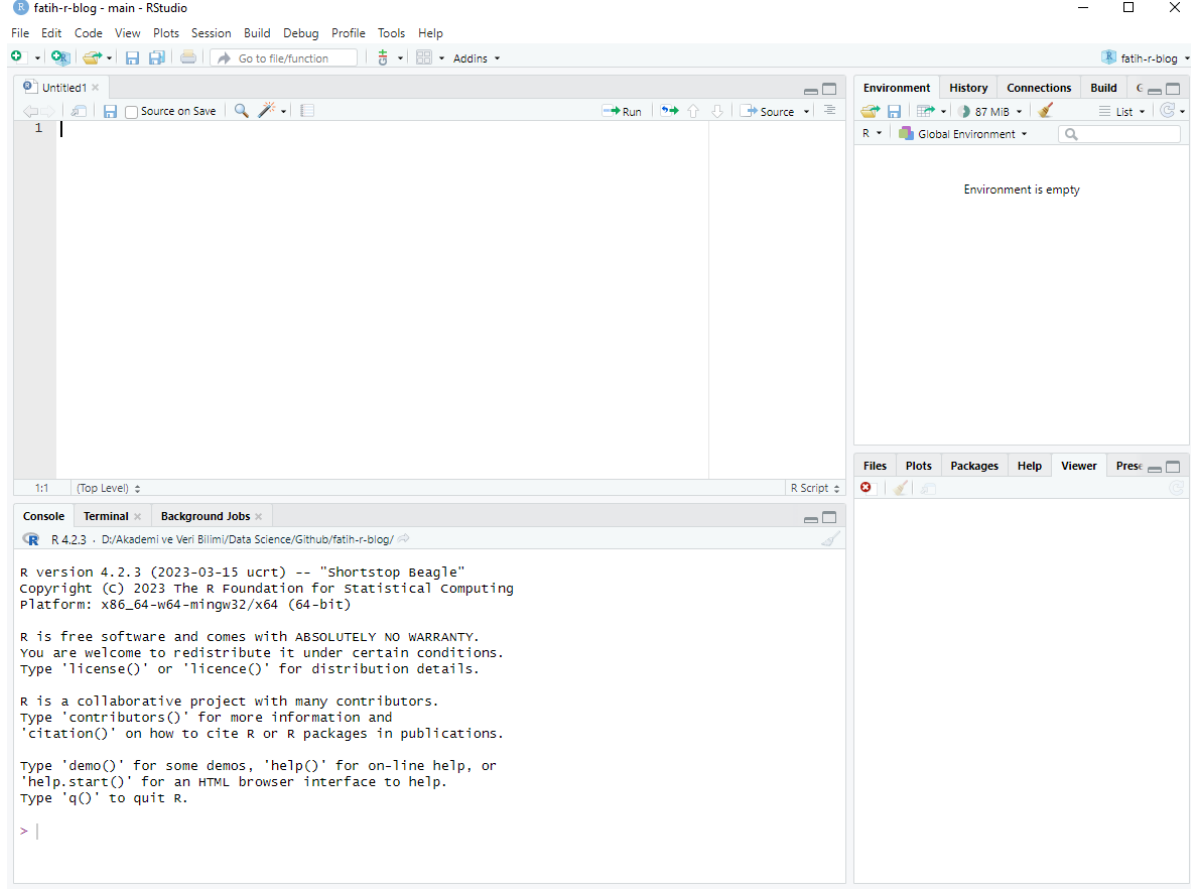 fatih-r-blog - main - RStudio
File Edit Code View Plots Session Build Debug Profile Tools Help
Go to file/function Addins fatih-r-blog
Untitled1
Source on Save Run Source
1
1:1 (Top Level) R Script
Console Terminal Background Jobs
R 4.2.3 · D:/Akademi ve Veri Bilimi/Data Science/Github/fatih-r-blog/
R version 4.2.3 (2023-03-15 ucrt) -- "Shortstop Beagle"
Copyright (C) 2023 The R Foundation for Statistical Computing
Platform: x86_64-w64-mingw32/x64 (64-bit)
R is free software and comes with ABSOLUTELY NO WARRANTY.
You are welcome to redistribute it under certain conditions.
Type 'license()' or 'licence()' for distribution details.
R is a collaborative project with many contributors.
Type 'contributors()' for more information and
'citation()' on how to cite R or R packages in publications.
Type 'demo()' for some demos, 'help()' for on-line help, or
'help.start()' for an HTML browser interface to help.
Type 'q()' to quit R.
>
Environment History Connections Build
87 MiB List
R Global Environment
Environment is empty
Files Plots Packages Help Viewer Prese